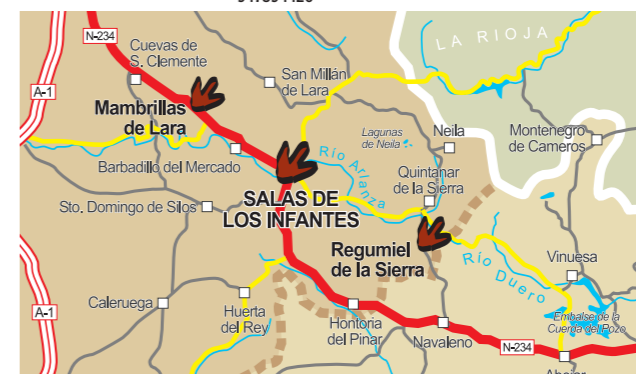 N-234
Cuevas de
S. Clemente
LA RIOJA
A-1
San Millán
de Lara
Mambrillas
de Lara
Lagunas
de Neila
Neila
Montenegro
de Cameros
Barbadillo del Mercado
Río Arlanza
Quintanar
de la Sierra
SALAS DE
LOS INFANTES
Sto. Domingo de Silos
Regumiel
de la Sierra
Río Duero
Vinuesa
Caleruega
A-1
Huerta
del Rey
Hontoria
del Pinar
Navaleno
Embalse de la
Cuerda del Pozo
N-234